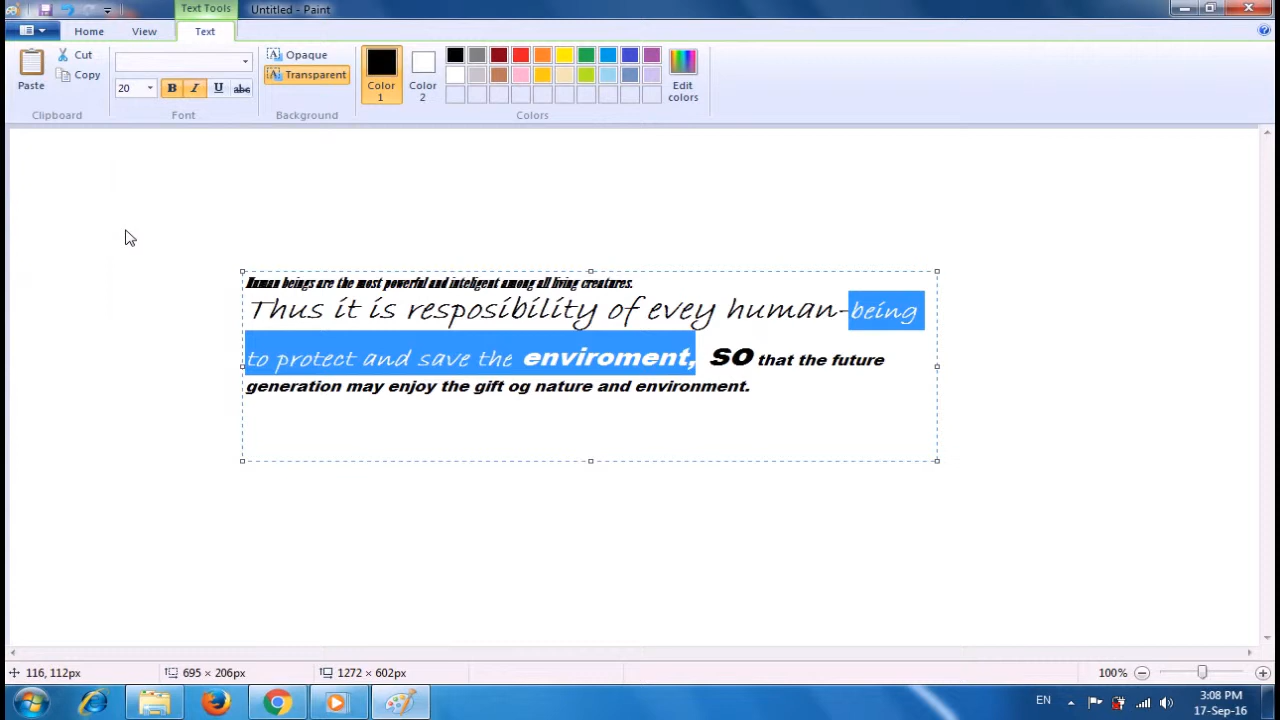 Text Tools
Untitled - Paint
Home
View
Text
Paste
Cut
Copy
Clipboard
20
B
I
U
abc
Font
Opaque
Transparent
Background
Color
1
Color
2
Edit
colors
Colors
Human beings are the most powerful and inteligent among all living creatures.
Thus it is resposibility of evey human-being
to protect and save the enviroment, SO that the future
generation may enjoy the gift og nature and environment.
116, 112px
695 × 206px
1272 × 602px
100%
EN
3:08 PM
17-Sep-16